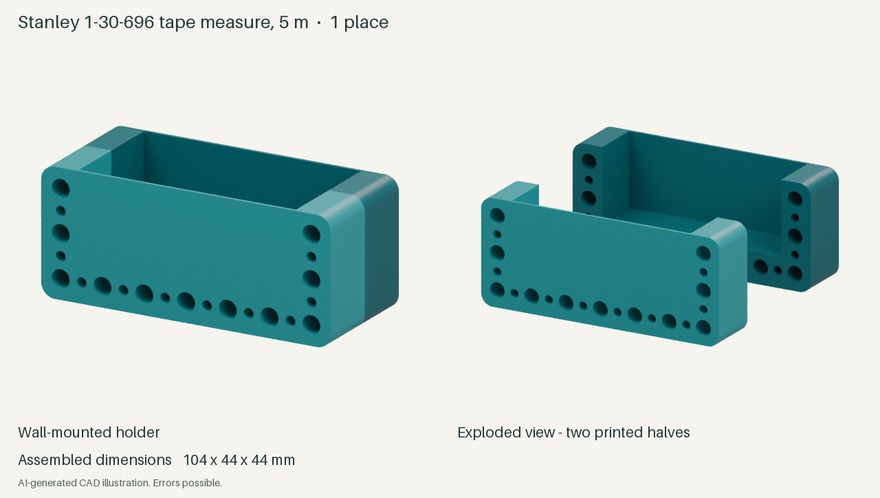 Stanley 1-30-696 tape measure, 5 m · 1 place
Wall-mounted holder
Exploded view - two printed halves
Assembled dimensions 104 x 44 x 44 mm
AI-generated CAD illustration. Errors possible.